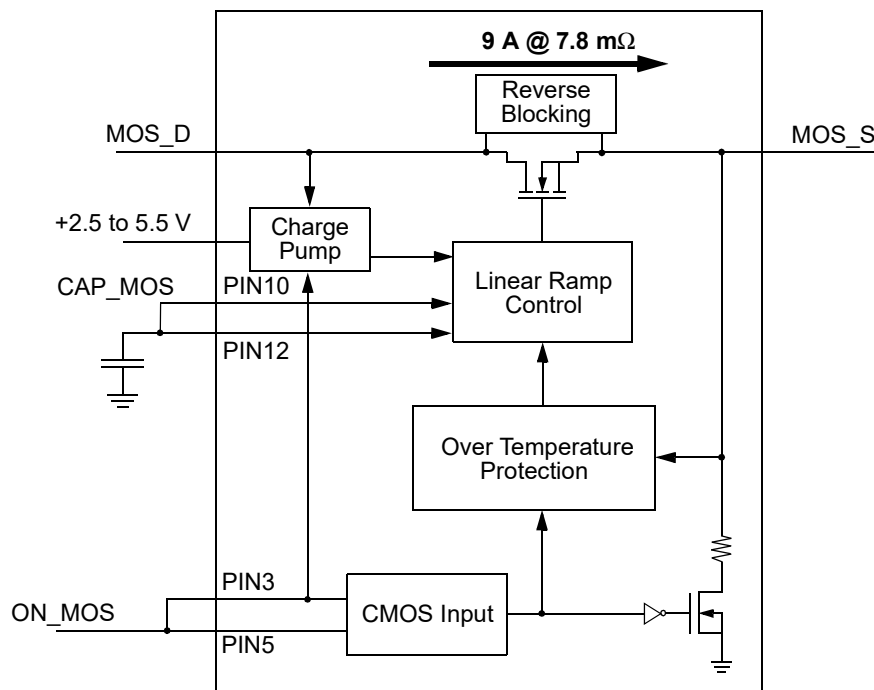 9 A @ 7.8 mΩ
Reverse
Blocking
MOS_D
MOS_S
+2.5 to 5.5 V
Charge
Pump
CAP_MOS
PIN10
Linear Ramp
Control
PIN12
Over Temperature
Protection
PIN3
ON_MOS
CMOS Input
PIN5